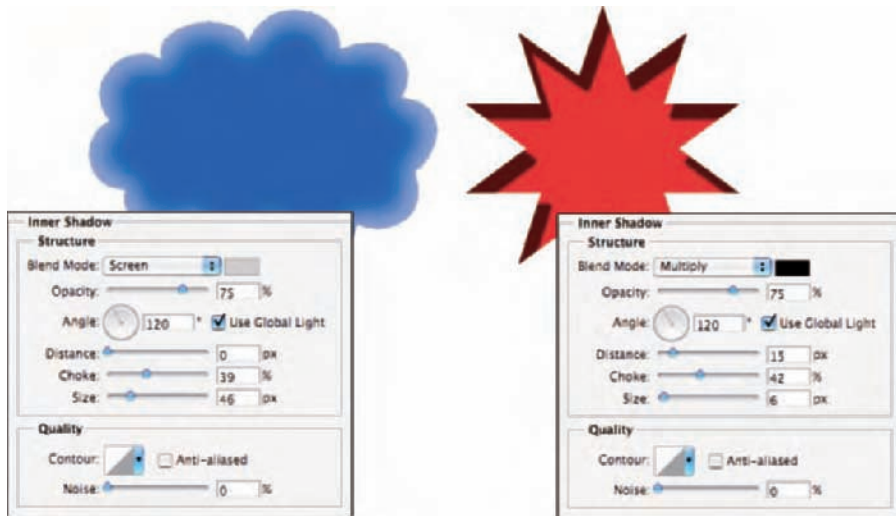 Inner Shadow
Structure
Blend Mode: Screen
Opacity: 75 %
Angle: 120 ° Use Global Light
Distance: 0 px
Choke: 39 %
Size: 46 px
Quality
Contour: Anti-aliased
Noise: 0 %
Inner Shadow
Structure
Blend Mode: Multiply
Opacity: 75 %
Angle: 120 ° Use Global Light
Distance: 15 px
Choke: 42 %
Size: 6 px
Quality
Contour: Anti-aliased
Noise: 0 %